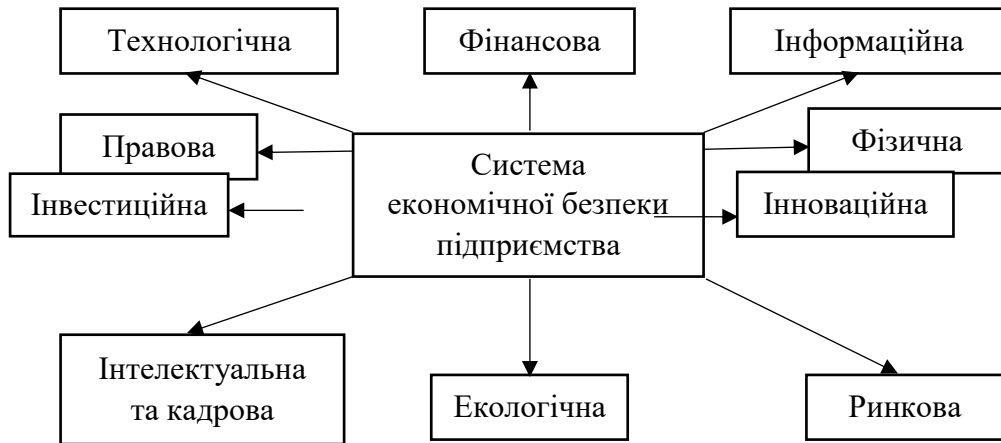 Технологічна
Фінансова
Інформаційна
Правова
Система
економічної безпеки
підприємства
Фізична
Інвестиційна
Інноваційна
Інтелектуальна
та кадрова
Екологічна
Ринкова